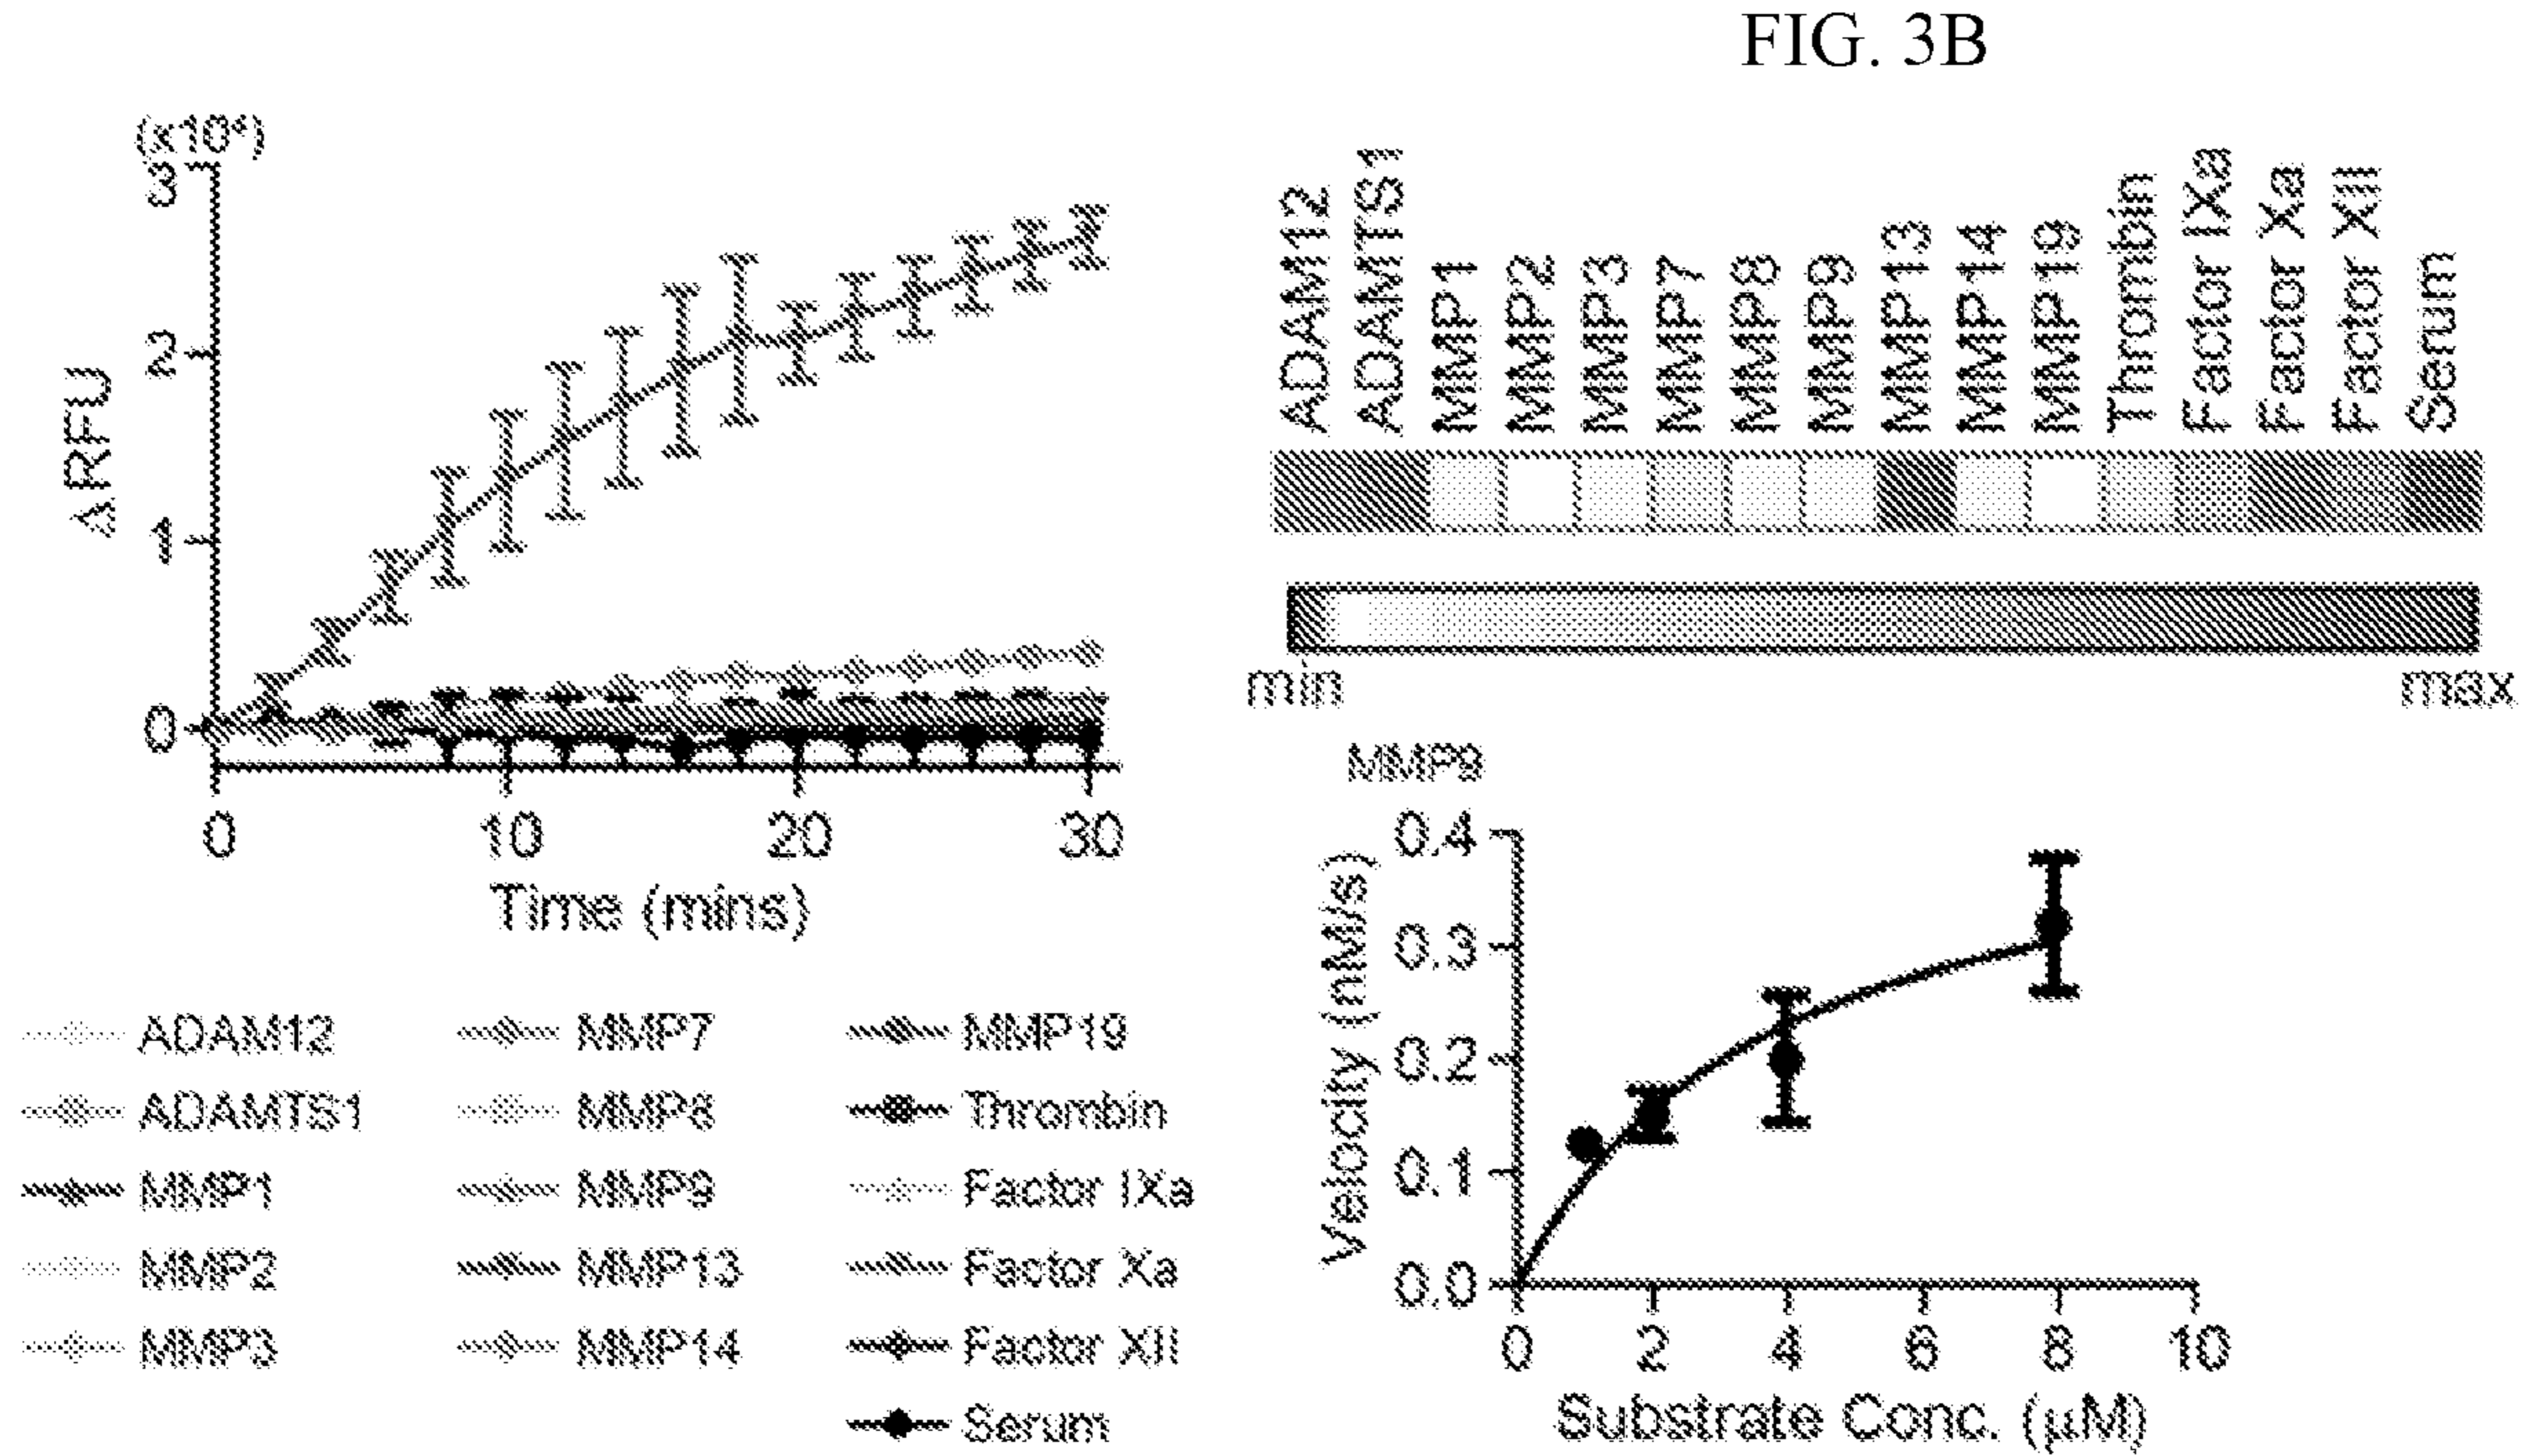 FIG. 3B
(x10⁴)
3
2
1
0
ΔRFU
0 10 20 30
Time (mins)
ADAM12
ADAMTS1
MMP1
MMP2
MMP3
MMP7
MMP8
MMP9
MMP13
MMP14
MMP19
Thrombin
Factor IXa
Factor Xa
Factor XII
Serum
ADAM12
ADAMTS1
MMP1
MMP2
MMP3
MMP7
MMP8
MMP9
MMP13
MMP14
MMP19
Thrombin
Factor IXa
Factor Xa
Factor XII
Serum
min max
MMP9
0.4
0.3
0.2
0.1
0.0
Velocity (nM/s)
0 2 4 6 8 10
Substrate Conc. (µM)